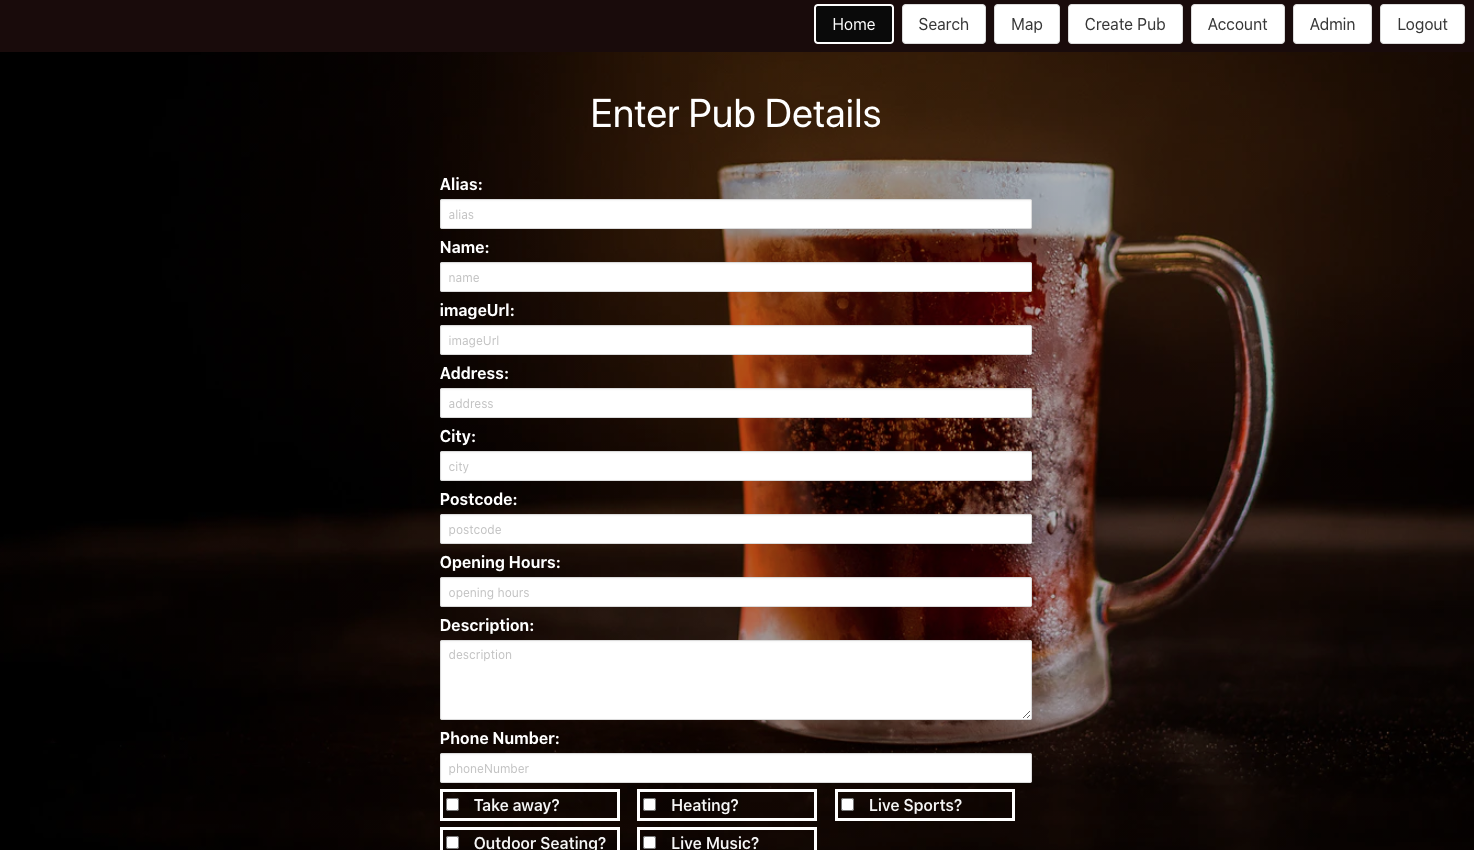 Home Search Map Create Pub Account Admin Logout
Enter Pub Details
Alias:
alias
Name:
name
imageUrl:
imageUrl
Address:
address
City:
city
Postcode:
postcode
Opening Hours:
opening hours
Description:
description
Phone Number:
phoneNumber
Take away? Heating? Live Sports?
Outdoor Seating? Live Music?